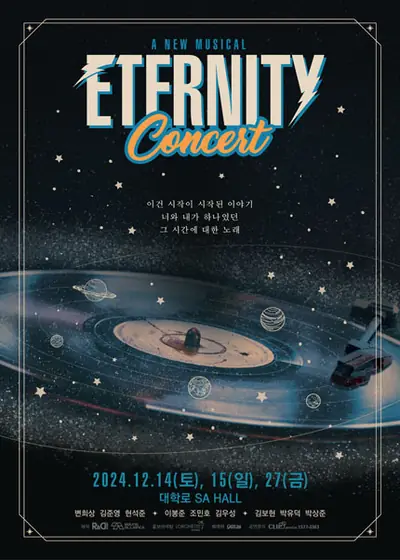 A NEW MUSICAL
ETERNITY
Concert
이건 시작이 시작된 이야기
너와 내가 하나였던
그 시간에 대한 노래
2024.12.14(토), 15(일), 27(금)
대학로 SA HALL
변희상 김준영 현석준 ✦ 이봉준 조민호 김우성 ✦ 김보현 박유덕 박상준